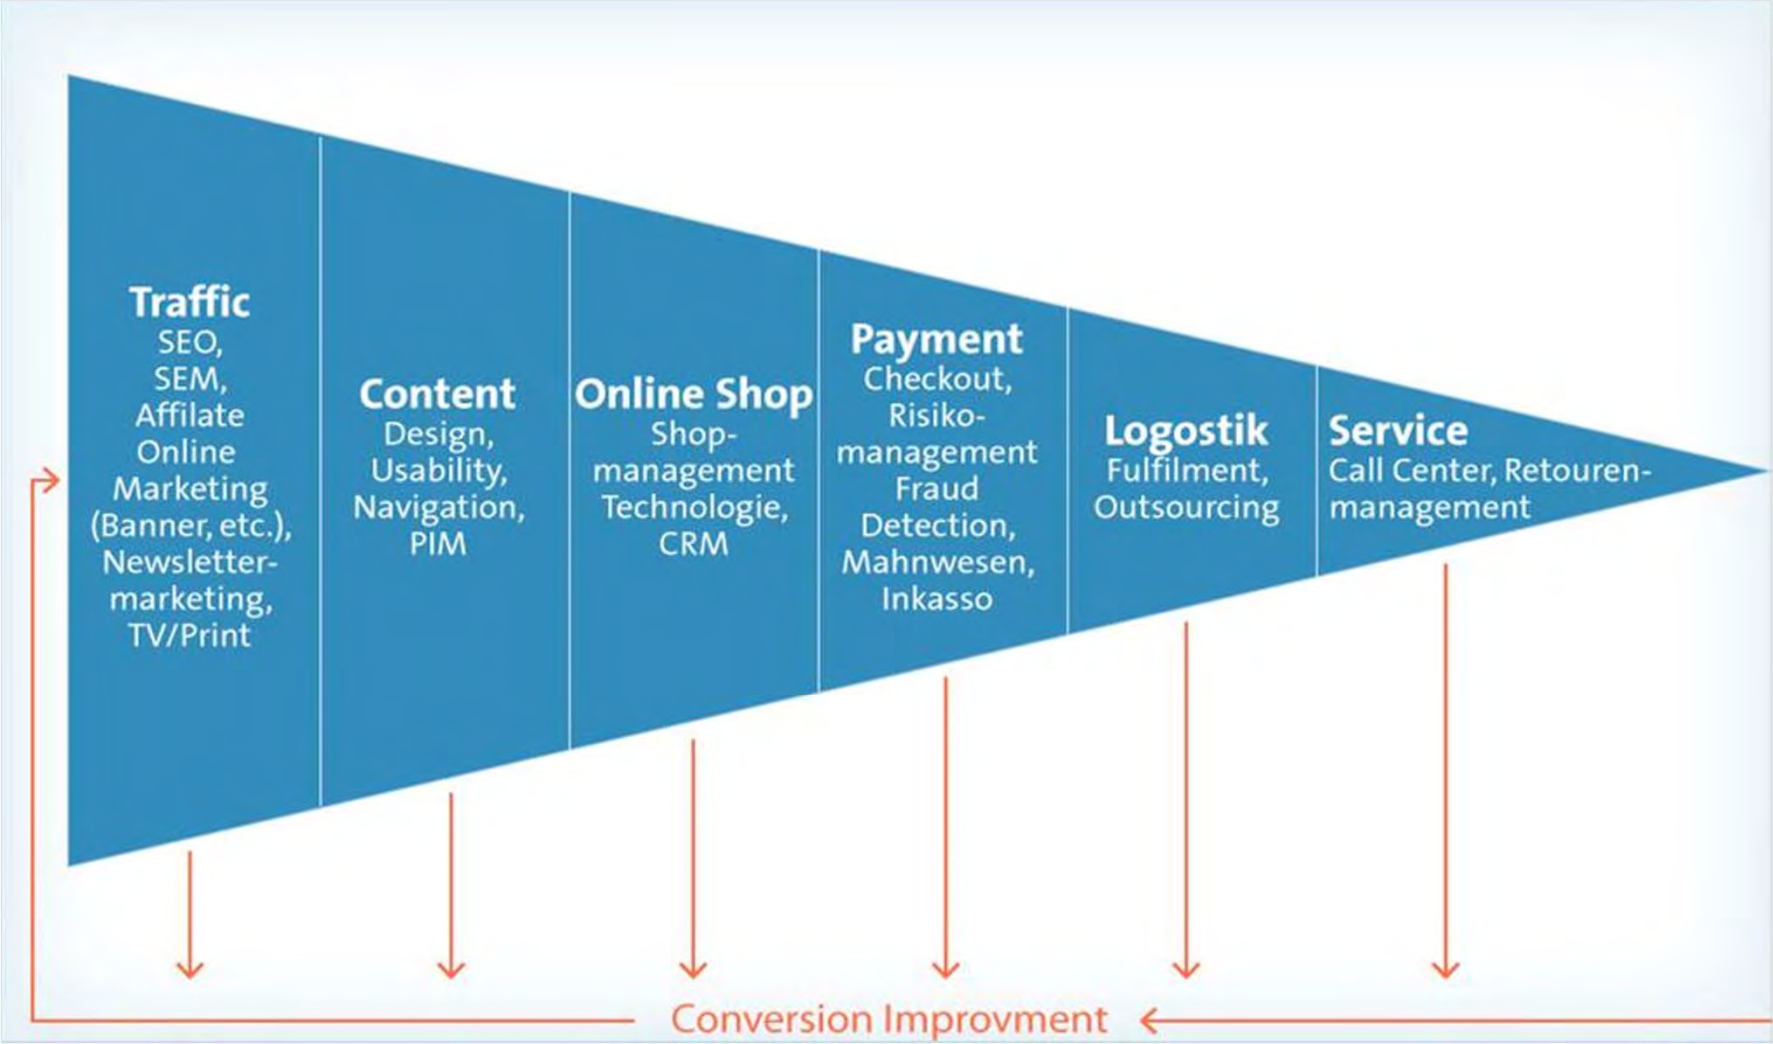 Traffic
SEO,
SEM,
Affilate
Online
Marketing
(Banner, etc.),
Newsletter-
marketing,
TV/Print
Content
Design,
Usability,
Navigation,
PIM
Online Shop
Shop-
management
Technologie,
CRM
Payment
Checkout,
Risiko-
management
Fraud
Detection,
Mahnwesen,
Inkasso
Logostik
Fulfilment,
Outsourcing
Service
Call Center, Retouren-
management
Conversion Improvment